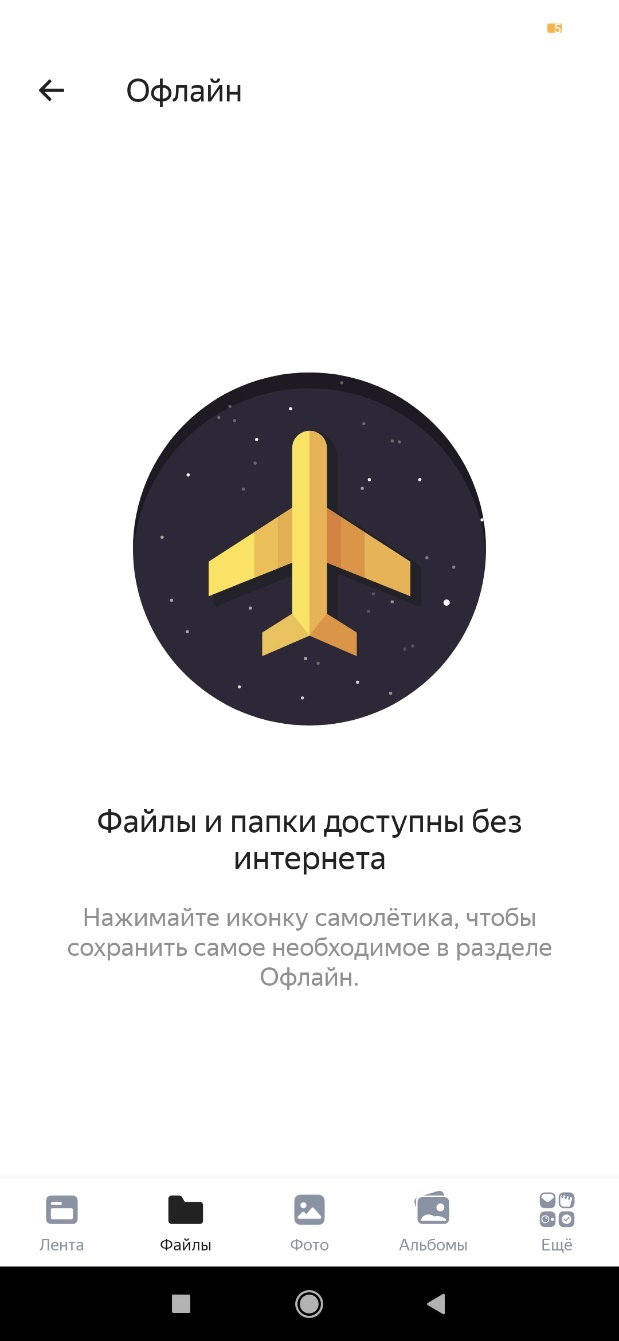 Офлайн
Файлы и папки доступны без
интернета
Нажимайте иконку самолётика, чтобы
сохранить самое необходимое в разделе
Офлайн.
Лента Файлы Фото Альбомы Ещё